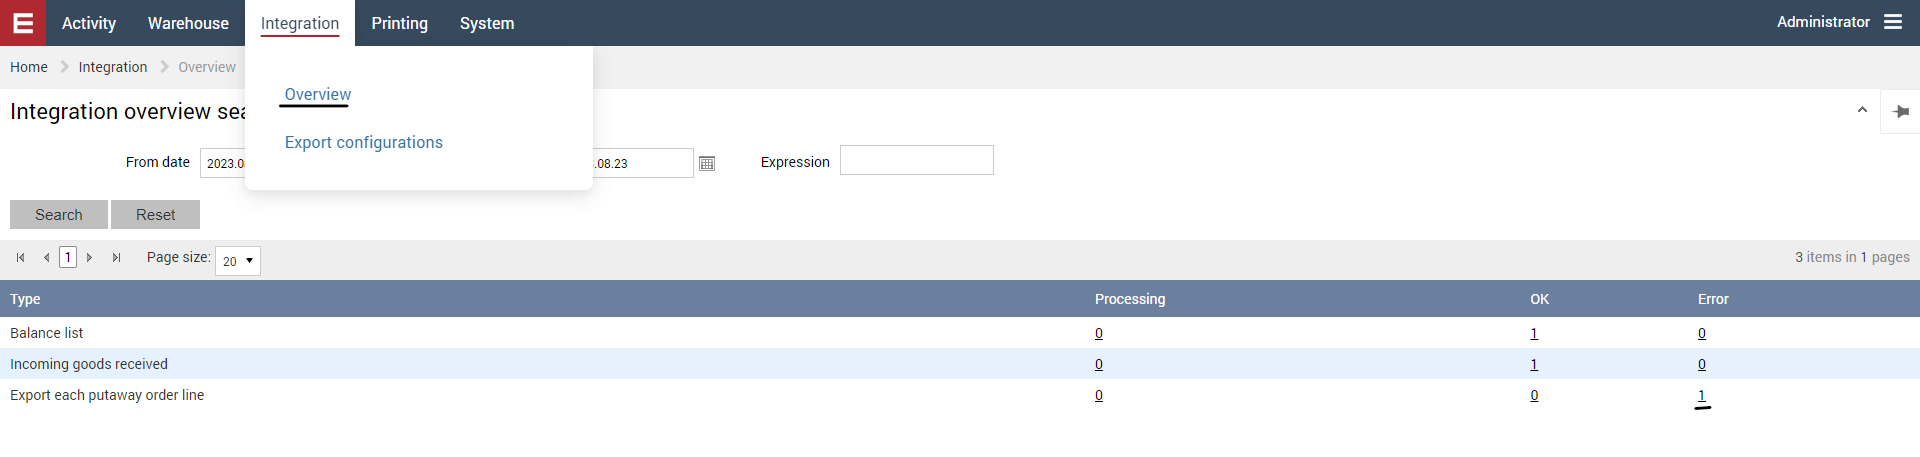 E Activity Warehouse Integration Printing System Administrator
Home Integration Overview
Overview
Integration overview
Export configurations
From date 2023.0 .08.23 Expression
Search Reset
1 Page size: 20 3 items in 1 pages
Type Processing OK Error
Balance list 0 1 0
Incoming goods received 0 1 0
Export each putaway order line 0 0 1